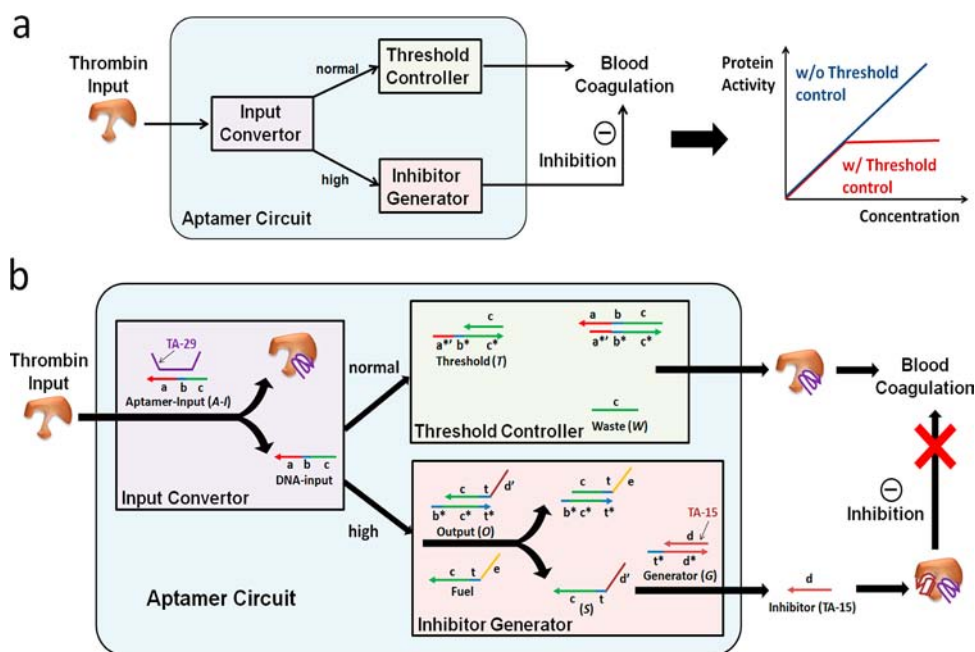 a
Thrombin
Input
Input
Convertor
normal
high
Threshold
Controller
Inhibitor
Generator
Aptamer Circuit
Blood
Coagulation
Inhibition
Protein
Activity
w/o Threshold
control
w/ Threshold
control
Concentration
b
Thrombin
Input
TA-29
a b c
Aptamer-Input (A-I)
a b c
DNA-input
Input Convertor
normal
high
c
a*' b* c*
Threshold (T)
a b c
a*' b* c*
c
Waste (W)
Threshold Controller
c t d'
b* c* t*
Output (O)
c t e
Fuel
c t e
b* c* t*
c t d'
(S)
TA-15
d
t* d*
Generator (G)
Inhibitor Generator
Aptamer Circuit
Blood
Coagulation
Inhibition
d
Inhibitor (TA-15)